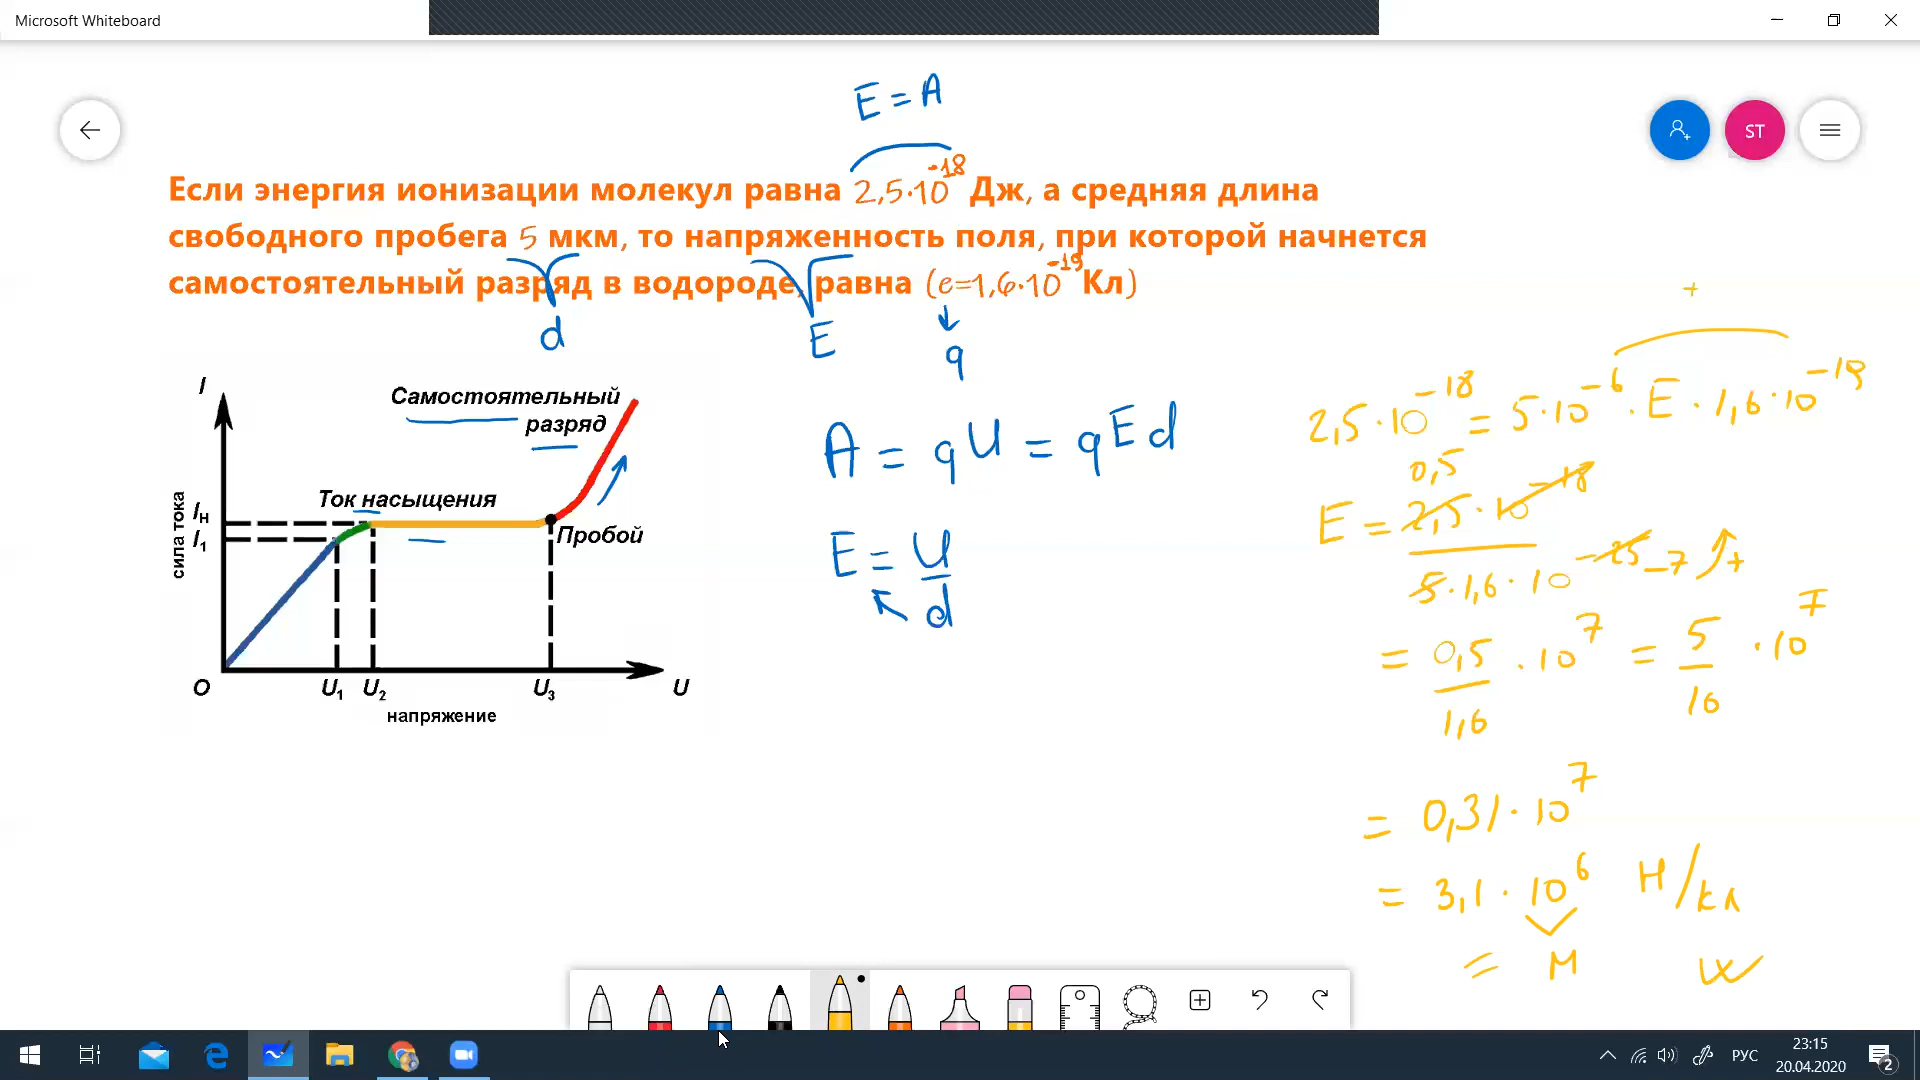 Microsoft Whiteboard
E = A
ST
Если энергия ионизации молекул равна 2,5·10⁻¹⁸ Дж, а средняя длина
свободного пробега 5 мкм, то напряженность поля, при которой начнется
самостоятельный разряд в водороде, равна (e=1,6·10⁻¹⁹ Кл)
d
E
q
+
I
Самостоятельный
разряд
Ток насыщения
Iн
I₁
сила тока
Пробой
O
U₁
U₂
U₃
U
напряжение
A = qU = qEd
E = U/d
2,5·10⁻¹⁸ = 5·10⁻⁶ · E · 1,6·10⁻¹⁹
0,5
E = 2,5·10⁻¹⁸
5·1,6·10⁻²⁵ -7 +
= 0,5/1,6 · 10⁷ = 5/16 · 10⁷
= 0,31·10⁷
= 3,1·10⁶ Н/кл
= М
РУС
23:15
20.04.2020
2